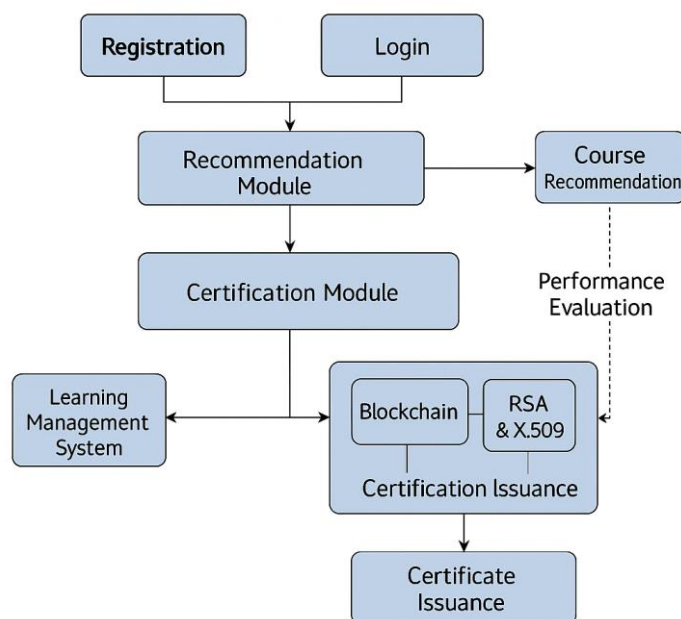 Registration
Login
Recommendation
Module
Course
Recommendation
Certification Module
Performance
Evaluation
Learning
Management
System
Blockchain
RSA
& X.509
Certification Issuance
Certificate
Issuance